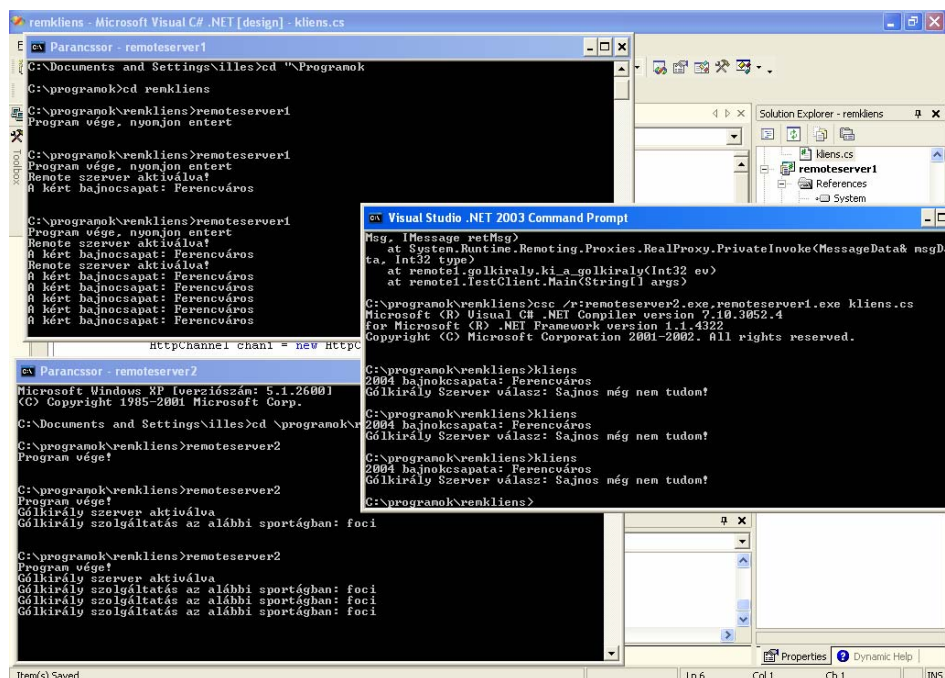 remkliens - Microsoft Visual C# .NET [design] - kliens.cs
Parancssor - remoteserver1
C:\Documents and Settings\illes>cd "\Programok
C:\programok>cd remkliens
C:\programok\remkliens>remoteserver1
Program vége, nyomjon entert
C:\programok\remkliens>remoteserver1
Program vége, nyomjon entert
Remote szerver aktiválva!
A kért bajnocsapat: Ferencváros
C:\programok\remkliens>remoteserver1
Program vége, nyomjon entert
Remote szerver aktiválva!
A kért bajnocsapat: Ferencváros
Remote szerver aktiválva!
A kért bajnocsapat: Ferencváros
A kért bajnocsapat: Ferencváros
A kért bajnocsapat: Ferencváros
A kért bajnocsapat: Ferencváros
A kért bajnocsapat: Ferencváros
Toolbox
HttpChannel chan1 = new HttpC
Solution Explorer - remkliens
kliens.cs
remoteserver1
References
System
Visual Studio .NET 2003 Command Prompt
Msg, IMessage retMsg)
at System.Runtime.Remoting.Proxies.RealProxy.PrivateInvoke(MessageData& msgDa
ta, Int32 type)
at remote1.golkiraly.ki_a_golkiraly(Int32 ev)
at remote1.TestClient.Main(String[] args)
C:\programok\remkliens>csc /r:remoteserver2.exe,remoteserver1.exe kliens.cs
Microsoft (R) Visual C# .NET Compiler version 7.10.3052.4
for Microsoft (R) .NET Framework version 1.1.4322
Copyright (C) Microsoft Corporation 2001-2002. All rights reserved.
C:\programok\remkliens>kliens
2004 bajnokcsapata: Ferencváros
Gólkirály Szerver válasz: Sajnos még nem tudom!
C:\programok\remkliens>kliens
2004 bajnokcsapata: Ferencváros
Gólkirály Szerver válasz: Sajnos még nem tudom!
C:\programok\remkliens>kliens
2004 bajnokcsapata: Ferencváros
Gólkirály Szerver válasz: Sajnos még nem tudom!
C:\programok\remkliens>
Parancssor - remoteserver2
Microsoft Windows XP [verziószám: 5.1.2600]
(C) Copyright 1985-2001 Microsoft Corp.
C:\Documents and Settings\illes>cd \programok\r
C:\programok\remkliens>remoteserver2
Program vége!
C:\programok\remkliens>remoteserver2
Program vége!
Gólkirály szerver aktiválva
Gólkirály szolgáltatás az alábbi sportágban: foci
C:\programok\remkliens>remoteserver2
Program vége!
Gólkirály szerver aktiválva
Gólkirály szolgáltatás az alábbi sportágban: foci
Gólkirály szolgáltatás az alábbi sportágban: foci
Gólkirály szolgáltatás az alábbi sportágban: foci
Properties Dynamic Help
Item(s) Saved Ln 6 Col 1 Ch 1 INS